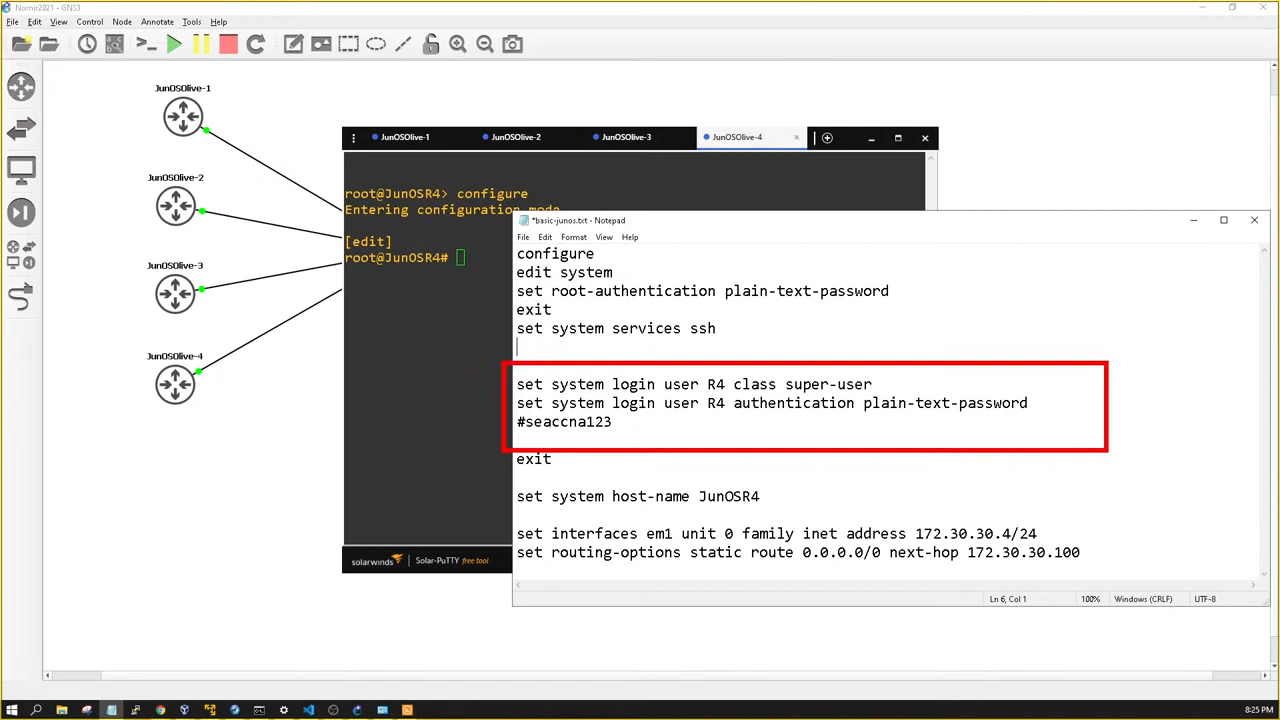 Nornir2021 - GNS3
File Edit View Control Node Annotate Tools Help
JunOSOlive-1
JunOSOlive-2
JunOSOlive-3
JunOSOlive-4
JunOSOlive-1 JunOSOlive-2 JunOSOlive-3 JunOSOlive-4
root@JunOSR4> configure
Entering configuration mode
[edit]
root@JunOSR4#
solarwinds Solar-PuTTY free tool
*basic-junos.txt - Notepad
File Edit Format View Help
configure
edit system
set root-authentication plain-text-password
exit
set system services ssh
set system login user R4 class super-user
set system login user R4 authentication plain-text-password
#seaccna123
exit
set system host-name JunOSR4
set interfaces em1 unit 0 family inet address 172.30.30.4/24
set routing-options static route 0.0.0.0/0 next-hop 172.30.30.100
Ln 6, Col 1 100% Windows (CRLF) UTF-8
8:25 PM